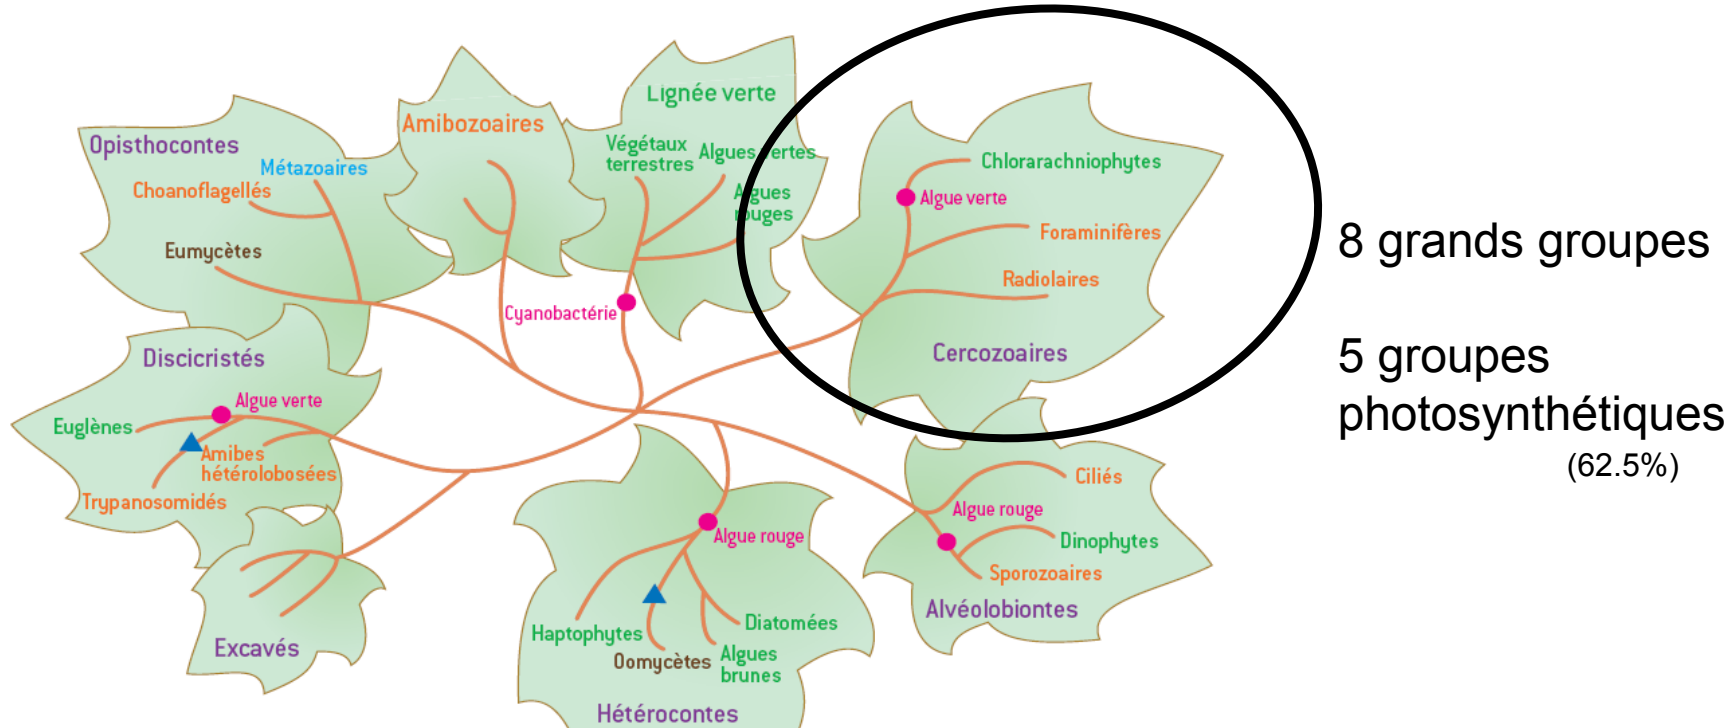 Opisthocontes
Métazoaires
Choanoflagellés
Eumycètes
Amibozoaires
Lignée verte
Végétaux
terrestres
Algues vertes
Algues
rouges
Cyanobactérie
Chlorarachniophytes
Algue verte
Foraminifères
Radiolaires
Cercozoaires
8 grands groupes
5 groupes
photosynthétiques
(62.5%)
Discicristés
Algue verte
Euglènes
Amibes
hétérolobosées
Trypanosomidés
Excavés
Algue rouge
Haptophytes
Oomycètes
Diatomées
Algues
brunes
Hétérocontes
Ciliés
Algue rouge
Dinophytes
Sporozoaires
Alvéolobiontes